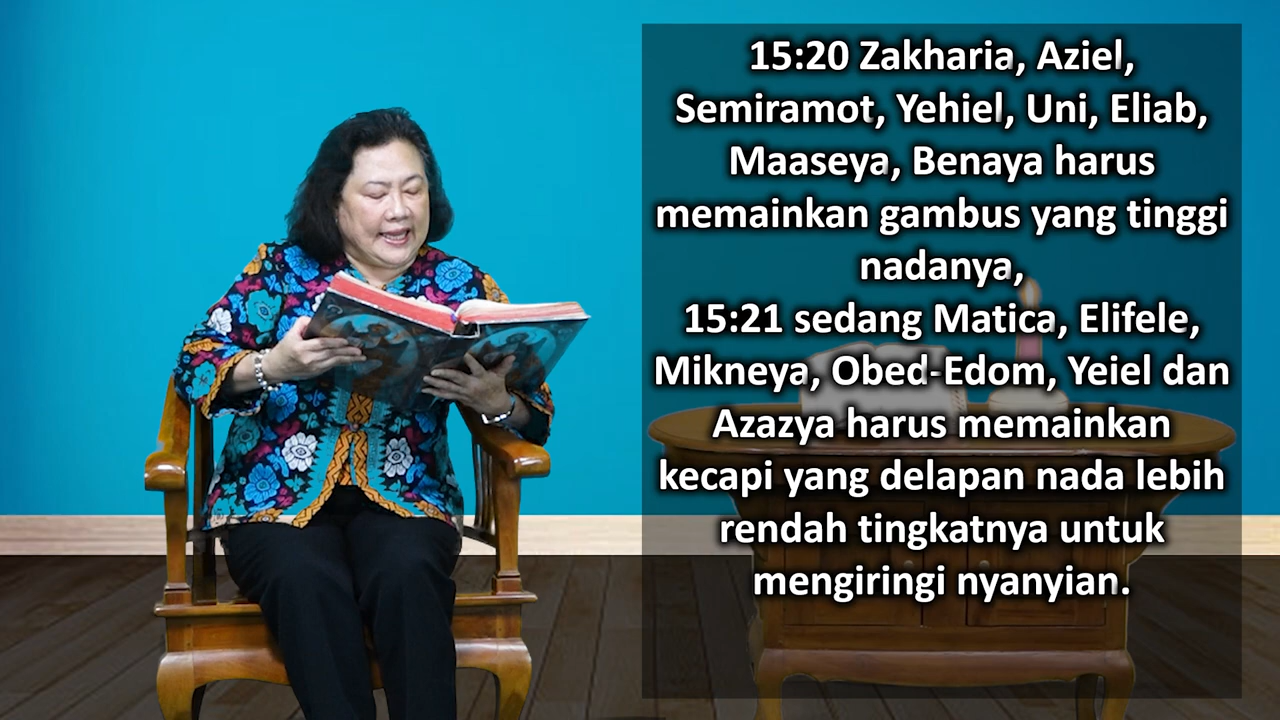 15:20 Zakharia, Aziel,
Semiramot, Yehiel, Uni, Eliab,
Maaseya, Benaya harus
memainkan gambus yang tinggi
nadanya,
15:21 sedang Matica, Elifele,
Mikneya, Obed-Edom, Yeiel dan
Azazya harus memainkan
kecapi yang delapan nada lebih
rendah tingkatnya untuk
mengiringi nyanyian.